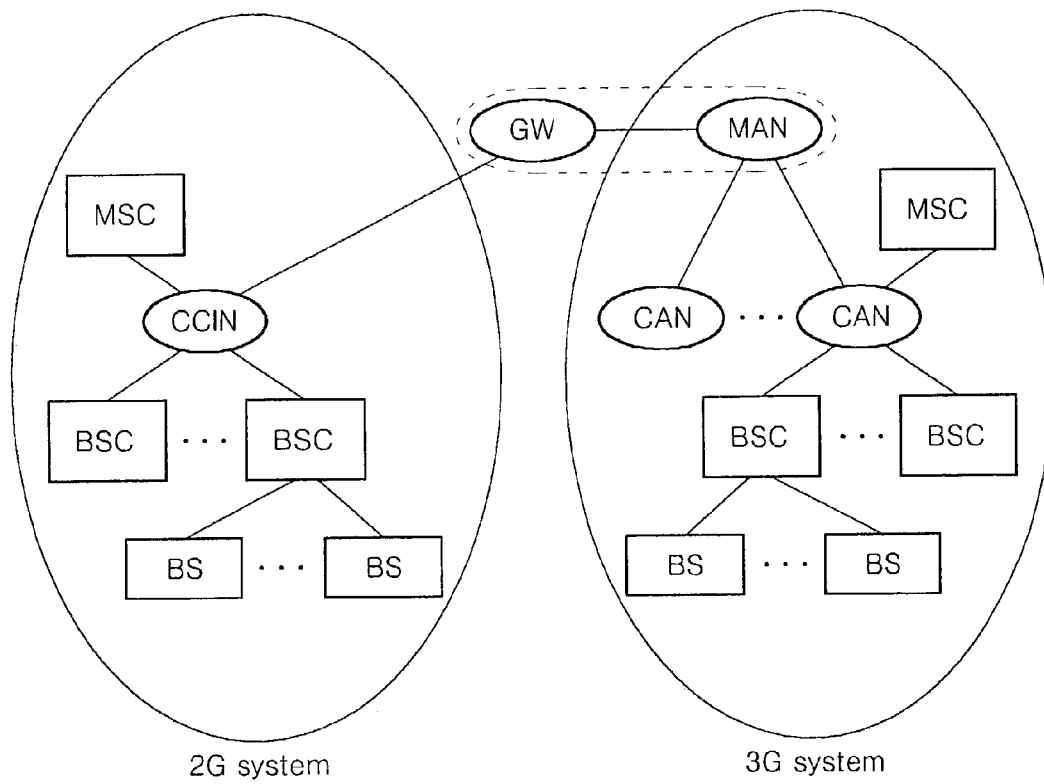 GW
MAN
MSC
MSC
CCIN
CAN ··· CAN
BSC ··· BSC
BSC ··· BSC
BS ··· BS
BS ··· BS
2G system
3G system